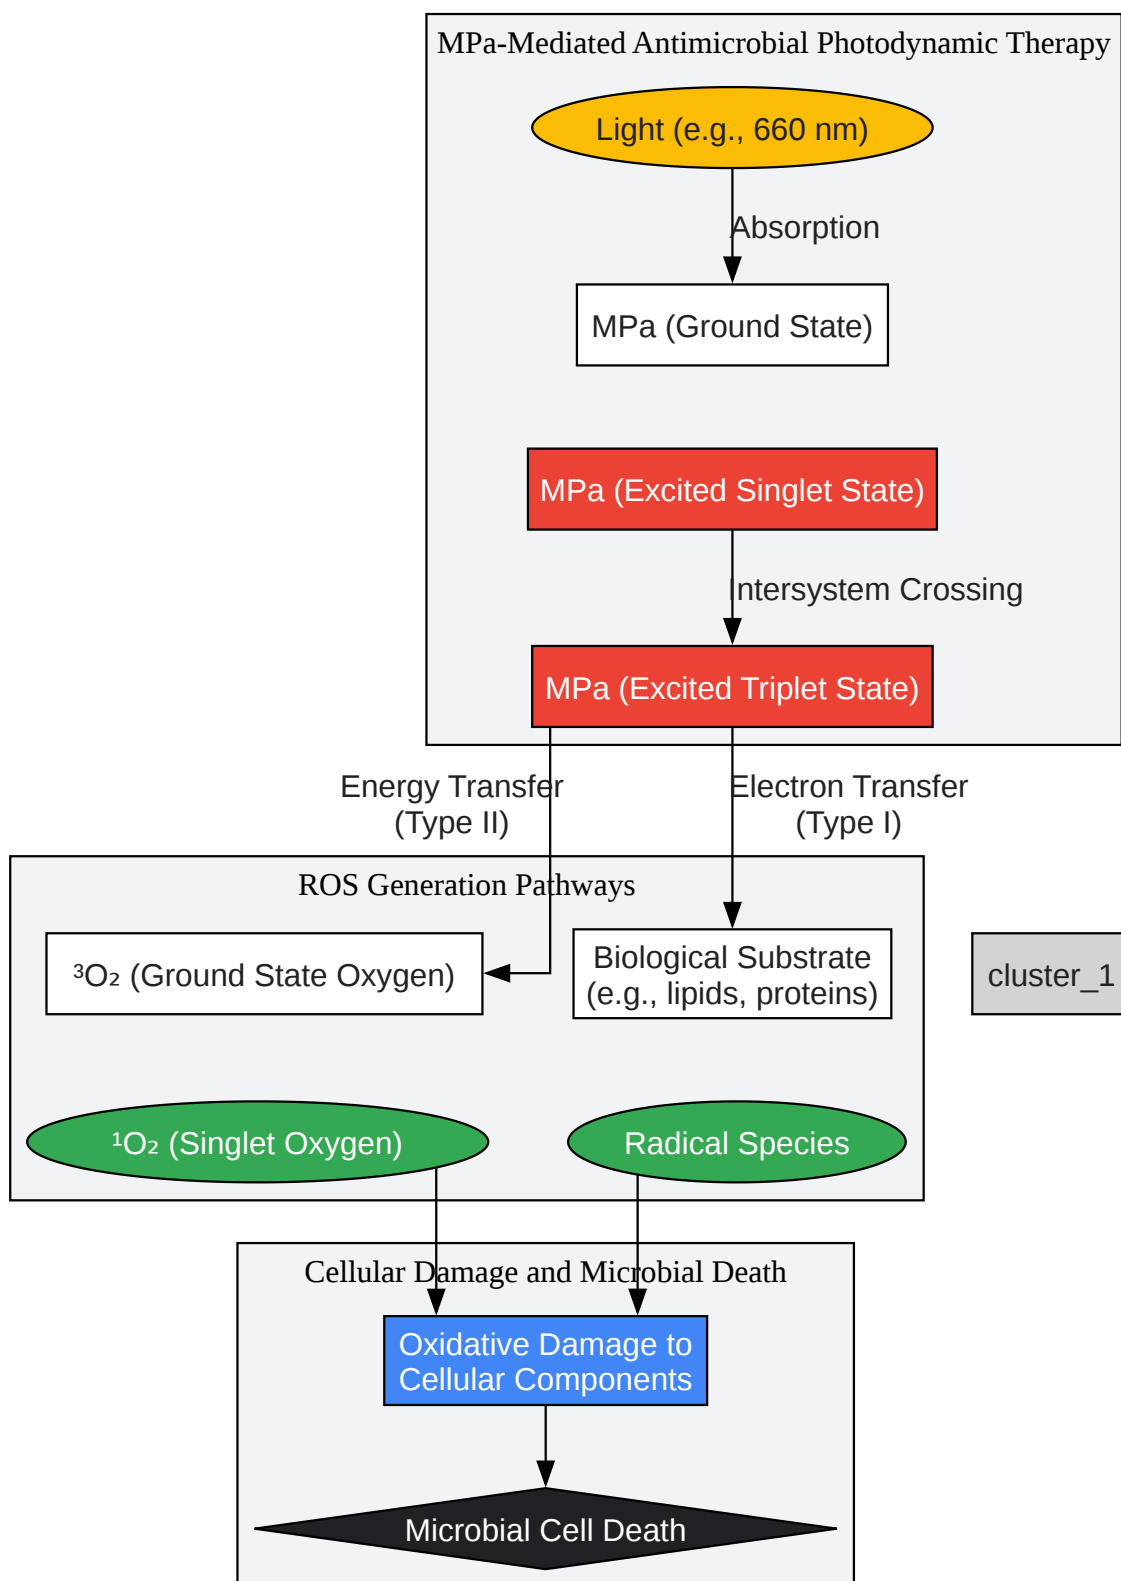 MPa-Mediated Antimicrobial Photodynamic Therapy
Light (e.g., 660 nm)
Absorption
MPa (Ground State)
MPa (Excited Singlet State)
Intersystem Crossing
MPa (Excited Triplet State)
Energy Transfer
(Type II)
Electron Transfer
(Type I)
ROS Generation Pathways
³O₂ (Ground State Oxygen)
Biological Substrate
(e.g., lipids, proteins)
cluster_1
¹O₂ (Singlet Oxygen)
Radical Species
Cellular Damage and Microbial Death
Oxidative Damage to
Cellular Components
Microbial Cell Death